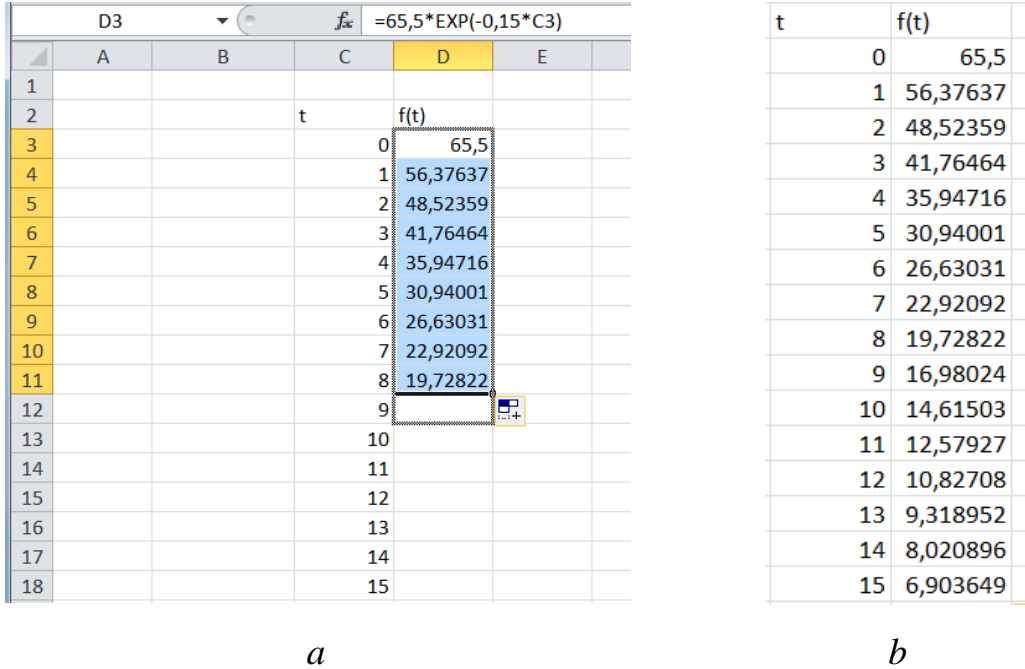 D3 fx =65,5*EXP(-0,15*C3)
A B C D E
1
2 t f(t)
3 0 65,5
4 1 56,37637
5 2 48,52359
6 3 41,76464
7 4 35,94716
8 5 30,94001
9 6 26,63031
10 7 22,92092
11 8 19,72822
12 9
13 10
14 11
15 12
16 13
17 14
18 15
a
t f(t)
0 65,5
1 56,37637
2 48,52359
3 41,76464
4 35,94716
5 30,94001
6 26,63031
7 22,92092
8 19,72822
9 16,98024
10 14,61503
11 12,57927
12 10,82708
13 9,318952
14 8,020896
15 6,903649
b